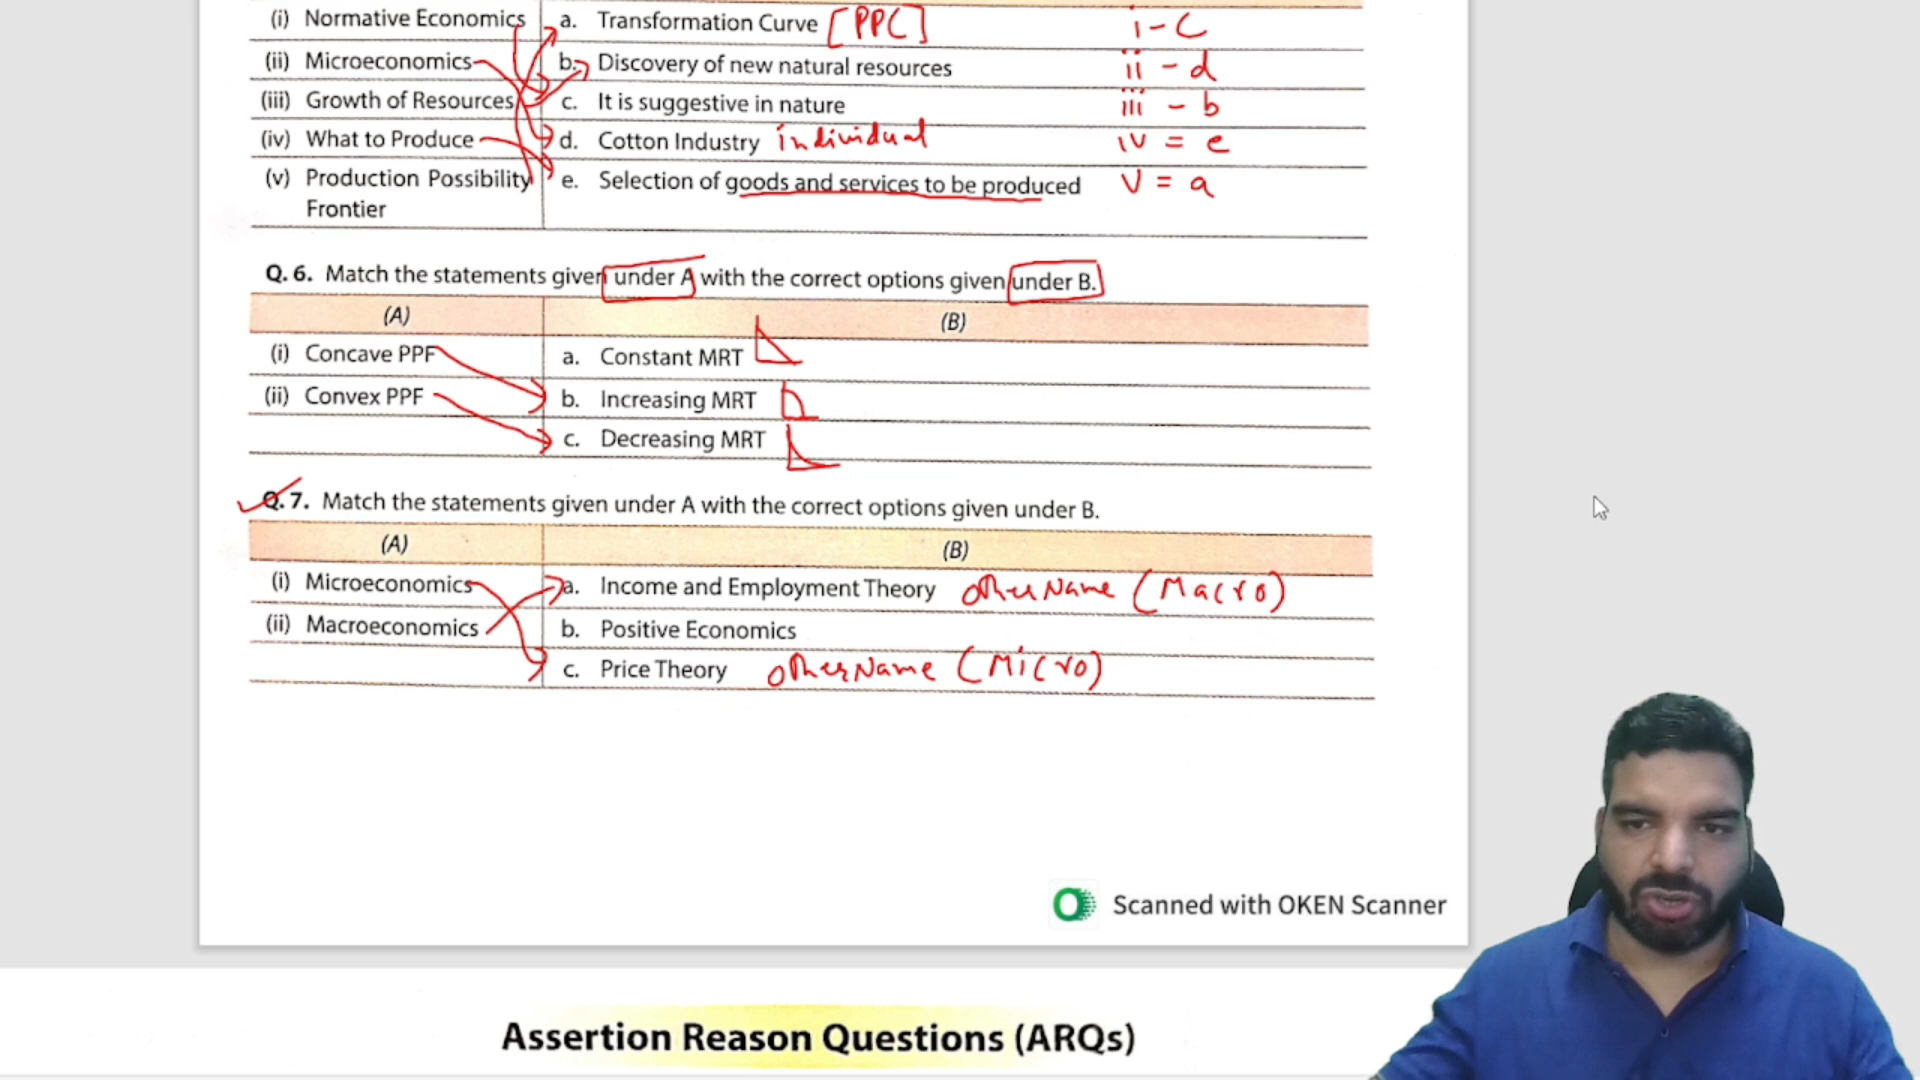 (i) Normative Economics a. Transformation Curve [PPC] i - c
(ii) Microeconomics b. Discovery of new natural resources ii - d
(iii) Growth of Resources c. It is suggestive in nature iii - b
(iv) What to Produce d. Cotton Industry individual iv = e
(v) Production Possibility e. Selection of goods and services to be produced v = a
Frontier
Q. 6. Match the statements given under A with the correct options given under B.
(A) (B)
(i) Concave PPF a. Constant MRT
(ii) Convex PPF b. Increasing MRT
c. Decreasing MRT
Q. 7. Match the statements given under A with the correct options given under B.
(A) (B)
(i) Microeconomics a. Income and Employment Theory other Name (Macro)
(ii) Macroeconomics b. Positive Economics
c. Price Theory other Name (Micro)
Scanned with OKEN Scanner
Assertion Reason Questions (ARQs)